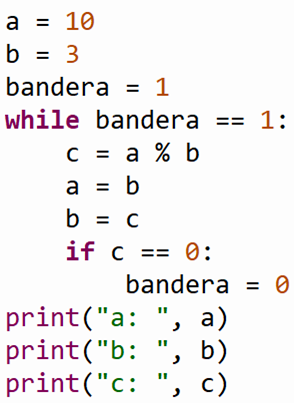 a = 10
b = 3
bandera = 1
while bandera == 1:
    c = a % b
    a = b
    b = c
    if c == 0:
        bandera = 0
print("a: ", a)
print("b: ", b)
print("c: ", c)